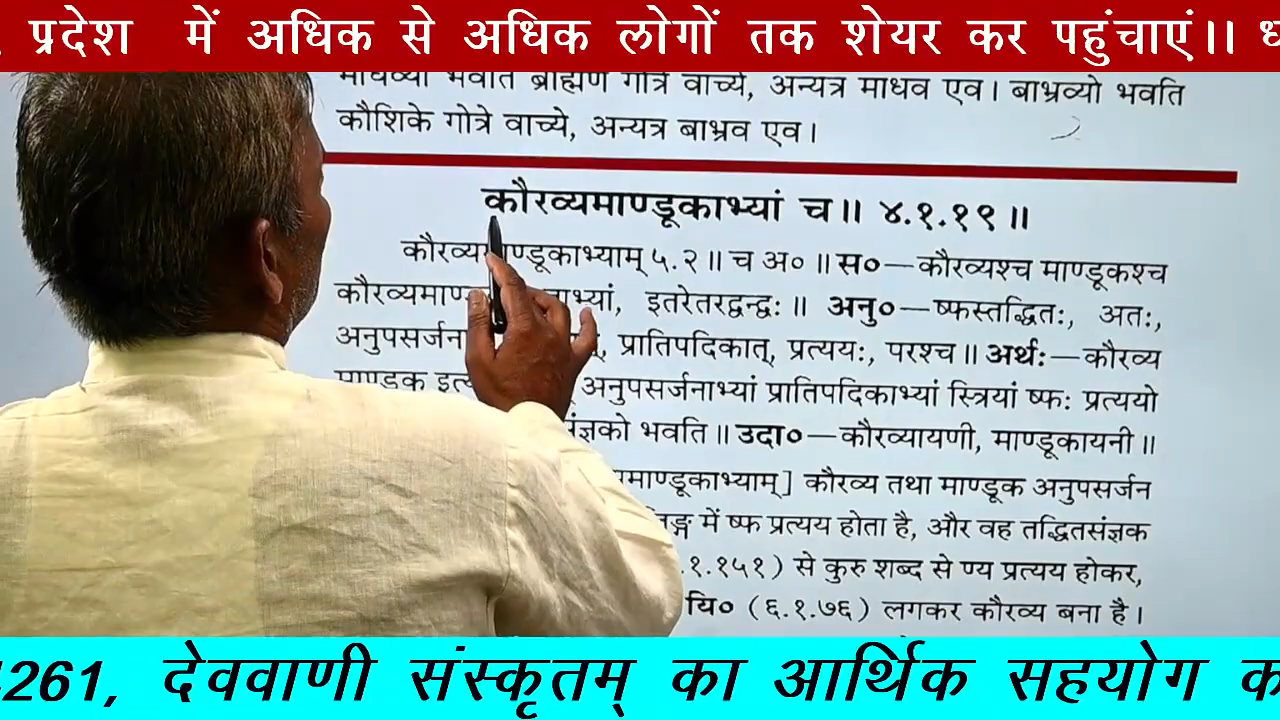 प्रदेश में अधिक से अधिक लोगों तक शेयर कर पहुंचाएं।।
भवति ब्राह्मणे गोत्रे वाच्ये, अन्यत्र माधव एव। बाभ्रव्यो भवति
कौशिके गोत्रे वाच्ये, अन्यत्र बाभ्रव एव।
कौरव्यमाण्डूकाभ्यां च॥ ४.१.१९॥
कौरव्यमाण्डूकाभ्याम् ५.२॥ च अ०॥ स०—कौरव्यश्च माण्डूकश्च
कौरव्यमाण् भ्यां, इतरेतरद्वन्द्वः॥ अनु०—ष्फस्तद्धितः, अतः,
अनुपसर्जना प्रातिपदिकात्, प्रत्ययः, परश्च॥ अर्थः—कौरव्य
अनुपसर्जनाभ्यां प्रातिपदिकाभ्यां स्त्रियां ष्फः प्रत्ययो
भवति॥ उदा०—कौरव्यायणी, माण्डूकायनी॥
माण्डूकाभ्याम्] कौरव्य तथा माण्डूक अनुपसर्जन
में ष्फ प्रत्यय होता है, और वह तद्धितसंज्ञक
.१.१५१) से कुरु शब्द से ण्य प्रत्यय होकर,
यि० (६.१.७६) लगकर कौरव्य बना है।
261, देववाणी संस्कृतम् का आर्थिक सहयोग